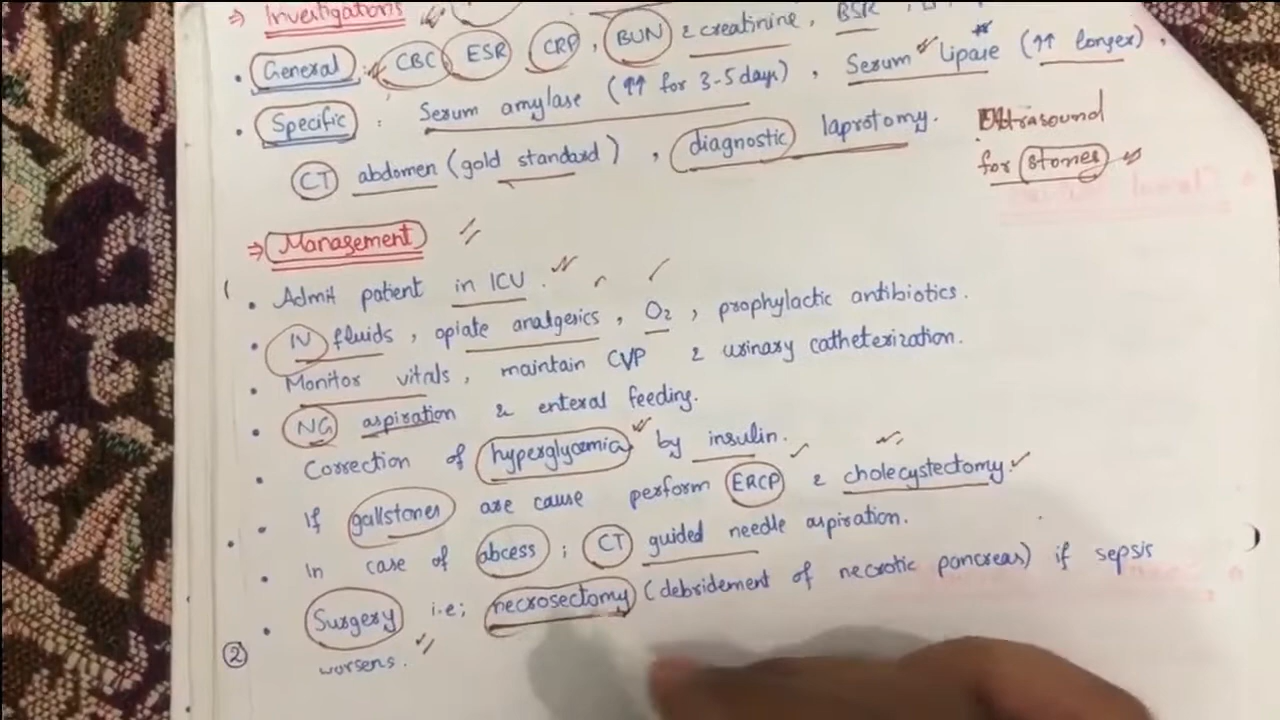 ⇒ Investigations
• General : CBC, ESR, CRP, BUN & creatinine, BSR,
• Specific : Serum amylase (↑↑ for 3-5 days), Serum lipase (↑↑ longer),
CT abdomen (gold standard), diagnostic laprotomy. Ultrasound
for stones
⇒ Management
• Admit patient in ICU.
• IV fluids, opiate analgesics, O2, prophylactic antibiotics.
• Monitor vitals, maintain CVP & urinary catheterization.
• NG aspiration & enteral feeding.
• Correction of hyperglycemia by insulin.
• If gallstones are cause perform ERCP & cholecystectomy.
• In case of abcess ; CT guided needle aspiration.
• Surgery i.e; necrosectomy (debridement of necrotic pancreas) if sepsis
② worsens.